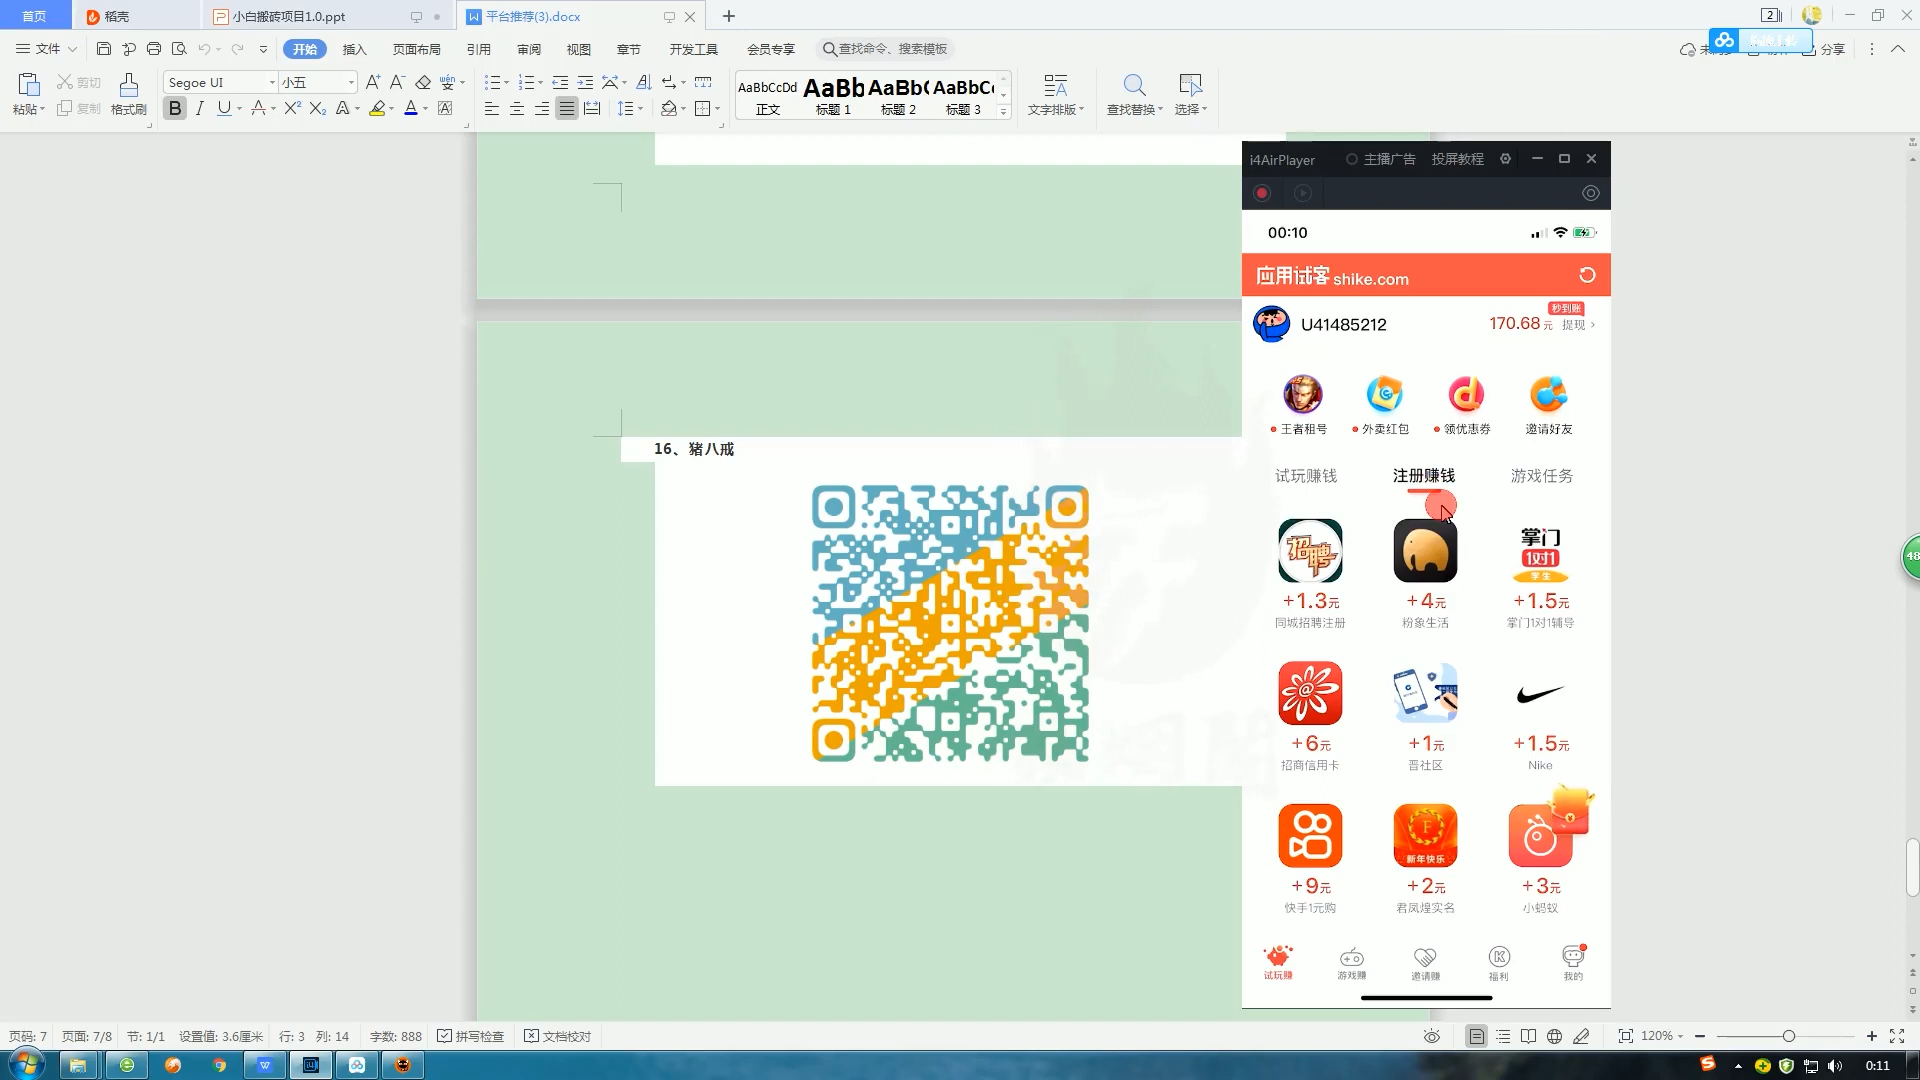 首页
稻壳
小白搬砖项目1.0.ppt
平台推荐(3).docx
2
文件
开始
插入
页面布局
引用
审阅
视图
章节
开发工具
会员专享
查找命令、搜索模板
分享
粘贴
剪切
复制
格式刷
Segoe UI
小五
AaBbCcDd
正文
AaBb
标题 1
AaBb(
标题 2
AaBbC(
标题 3
文字排版
查找替换
选择
16、猪八戒
i4AirPlayer
主播广告
投屏教程
00:10
应用试客 shike.com
U41485212
170.68 元
秒到账
提现
王者租号
外卖红包
领优惠券
邀请好友
试玩赚钱
注册赚钱
游戏任务
招聘
掌门
1对1
学生
+1.3元
+4元
+1.5元
同城招聘注册
粉象生活
掌门1对1辅导
+6元
+1元
+1.5元
招商信用卡
晋社区
Nike
新年快乐
+9元
+2元
+3元
快手1元购
君凤煌实名
小蚂蚁
试玩赚
游戏赚
邀请赚
福利
我的
48
页码: 7
页面: 7/8
节: 1/1
设置值: 3.6厘米
行: 3
列: 14
字数: 888
拼写检查
文档校对
120%
0:11